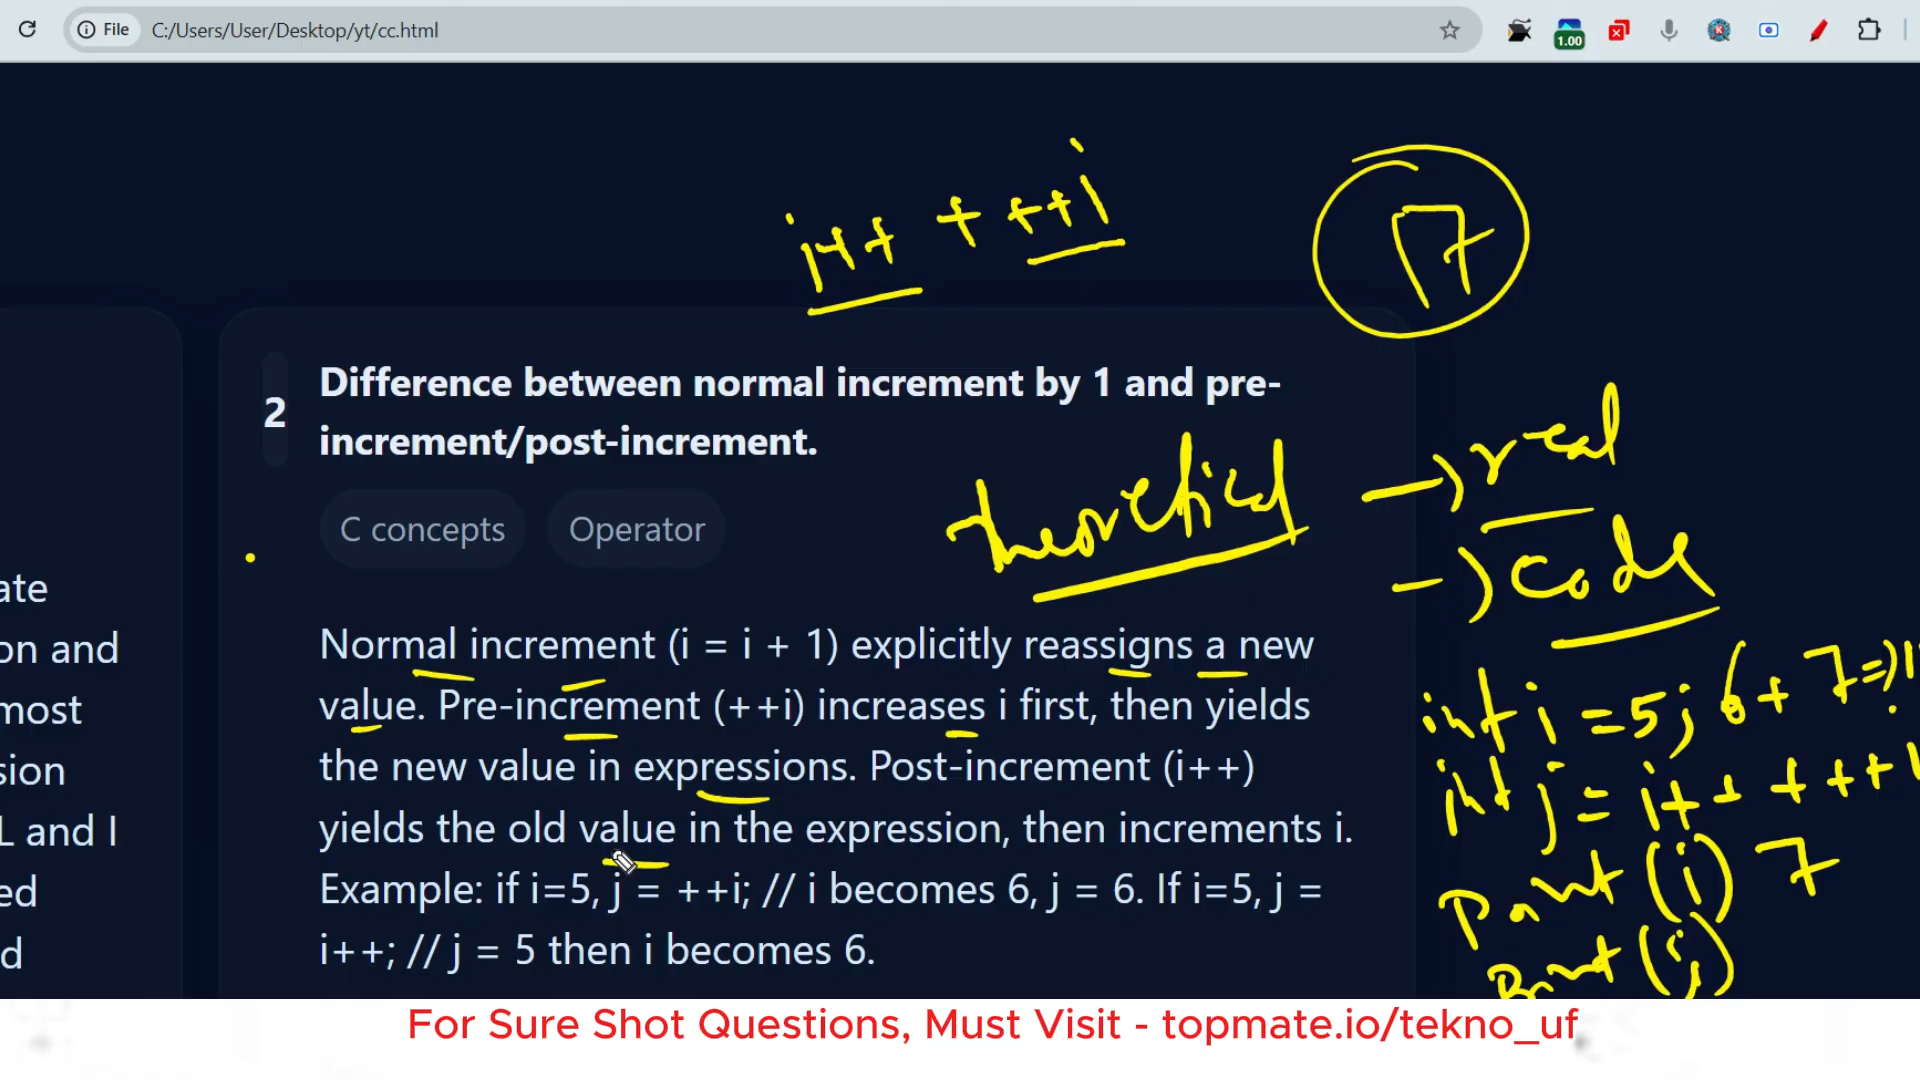 File C:/Users/User/Desktop/yt/cc.html
1.00
i++ + ++i
17
2 Difference between normal increment by 1 and pre-
increment/post-increment.
theoretical → real
→ code
C concepts Operator
ate
on and
most
sion
L and I
ed
d
Normal increment (i = i + 1) explicitly reassigns a new
value. Pre-increment (++i) increases i first, then yields
the new value in expressions. Post-increment (i++)
yields the old value in the expression, then increments i.
Example: if i=5, j = ++i; // i becomes 6, j = 6. If i=5, j =
i++; // j = 5 then i becomes 6.
int i = 5; 6 + 7 =)
int j = i++ + ++
Print (i) 7
Print (j)
For Sure Shot Questions, Must Visit - topmate.io/tekno_uf